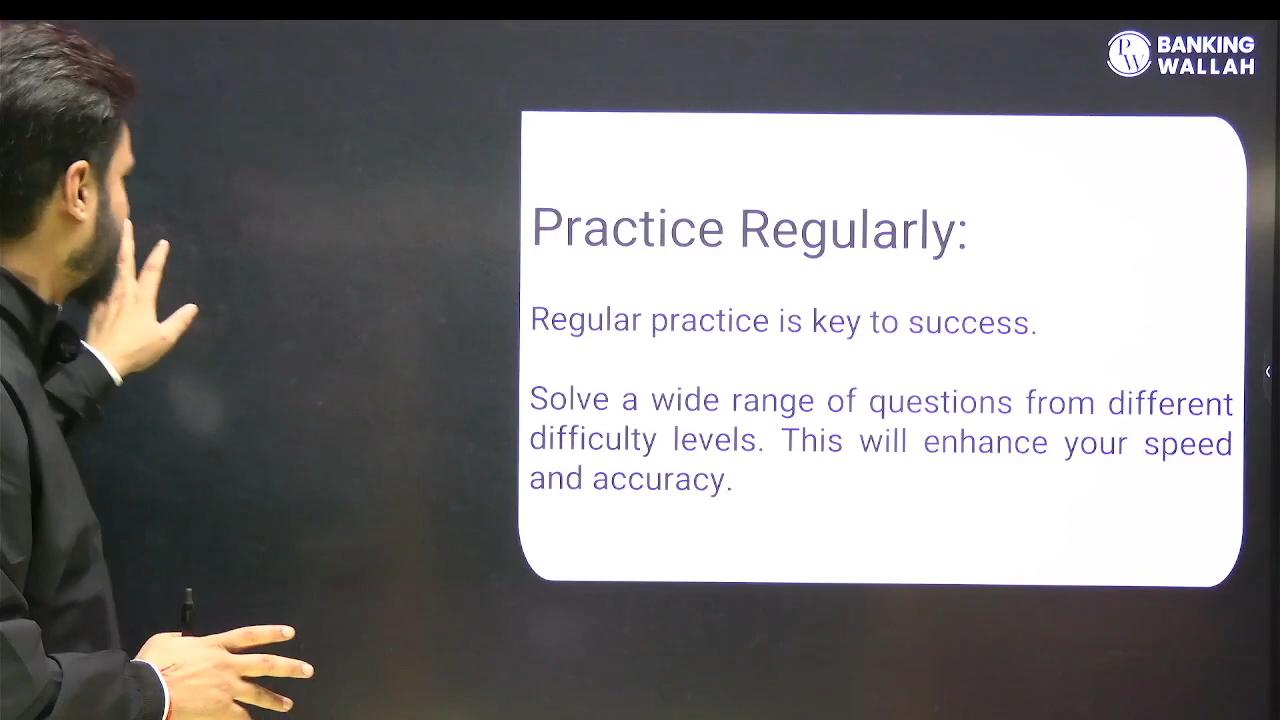 PW BANKING
WALLAH
Practice Regularly:
Regular practice is key to success.
Solve a wide range of questions from different
difficulty levels. This will enhance your speed
and accuracy.